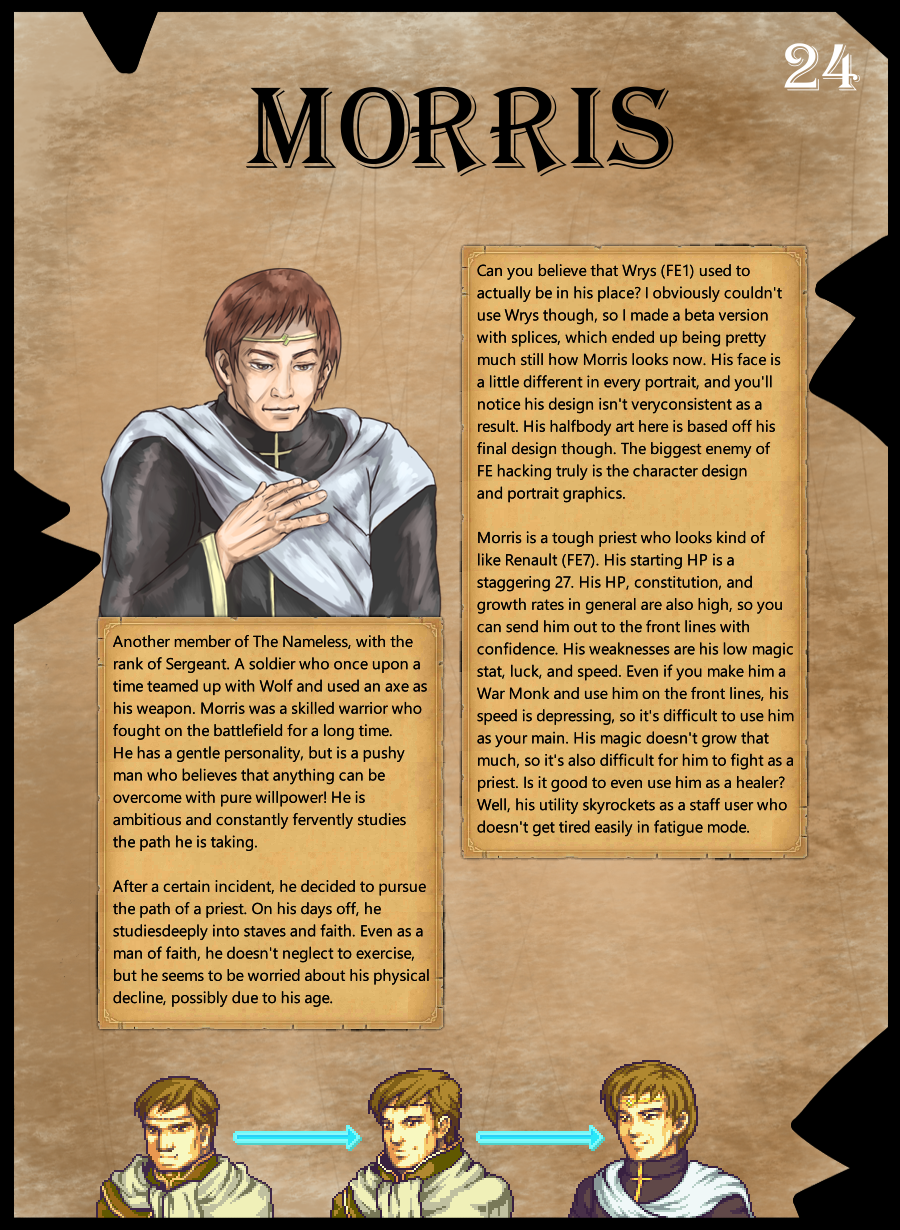 24
MORRIS
Can you believe that Wrys (FE1) used to
actually be in his place? I obviously couldn't
use Wrys though, so I made a beta version
with splices, which ended up being pretty
much still how Morris looks now. His face is
a little different in every portrait, and you'll
notice his design isn't veryconsistent as a
result. His halfbody art here is based off his
final design though. The biggest enemy of
FE hacking truly is the character design
and portrait graphics.
Morris is a tough priest who looks kind of
like Renault (FE7). His starting HP is a
staggering 27. His HP, constitution, and
growth rates in general are also high, so you
can send him out to the front lines with
confidence. His weaknesses are his low magic
stat, luck, and speed. Even if you make him a
War Monk and use him on the front lines, his
speed is depressing, so it's difficult to use him
as your main. His magic doesn't grow that
much, so it's also difficult for him to fight as a
priest. Is it good to even use him as a healer?
Well, his utility skyrockets as a staff user who
doesn't get tired easily in fatigue mode.
Another member of The Nameless, with the
rank of Sergeant. A soldier who once upon a
time teamed up with Wolf and used an axe as
his weapon. Morris was a skilled warrior who
fought on the battlefield for a long time.
He has a gentle personality, but is a pushy
man who believes that anything can be
overcome with pure willpower! He is
ambitious and constantly fervently studies
the path he is taking.
After a certain incident, he decided to pursue
the path of a priest. On his days off, he
studiesdeeply into staves and faith. Even as a
man of faith, he doesn't neglect to exercise,
but he seems to be worried about his physical
decline, possibly due to his age.